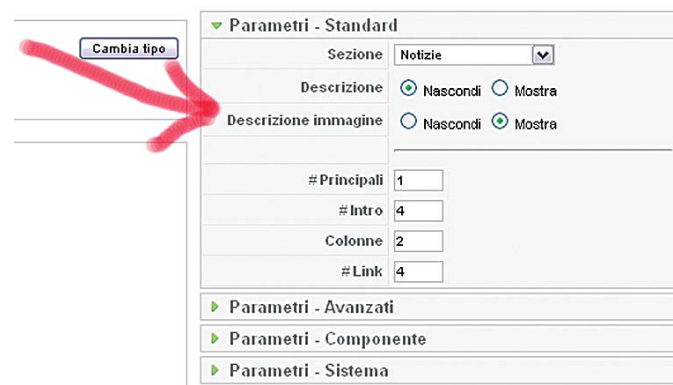 Cambia tipo
Parametri - Standard
Sezione Notizie
Descrizione Nascondi Mostra
Descrizione immagine Nascondi Mostra
#Principali 1
#Intro 4
Colonne 2
#Link 4
Parametri - Avanzati
Parametri - Componente
Parametri - Sistema